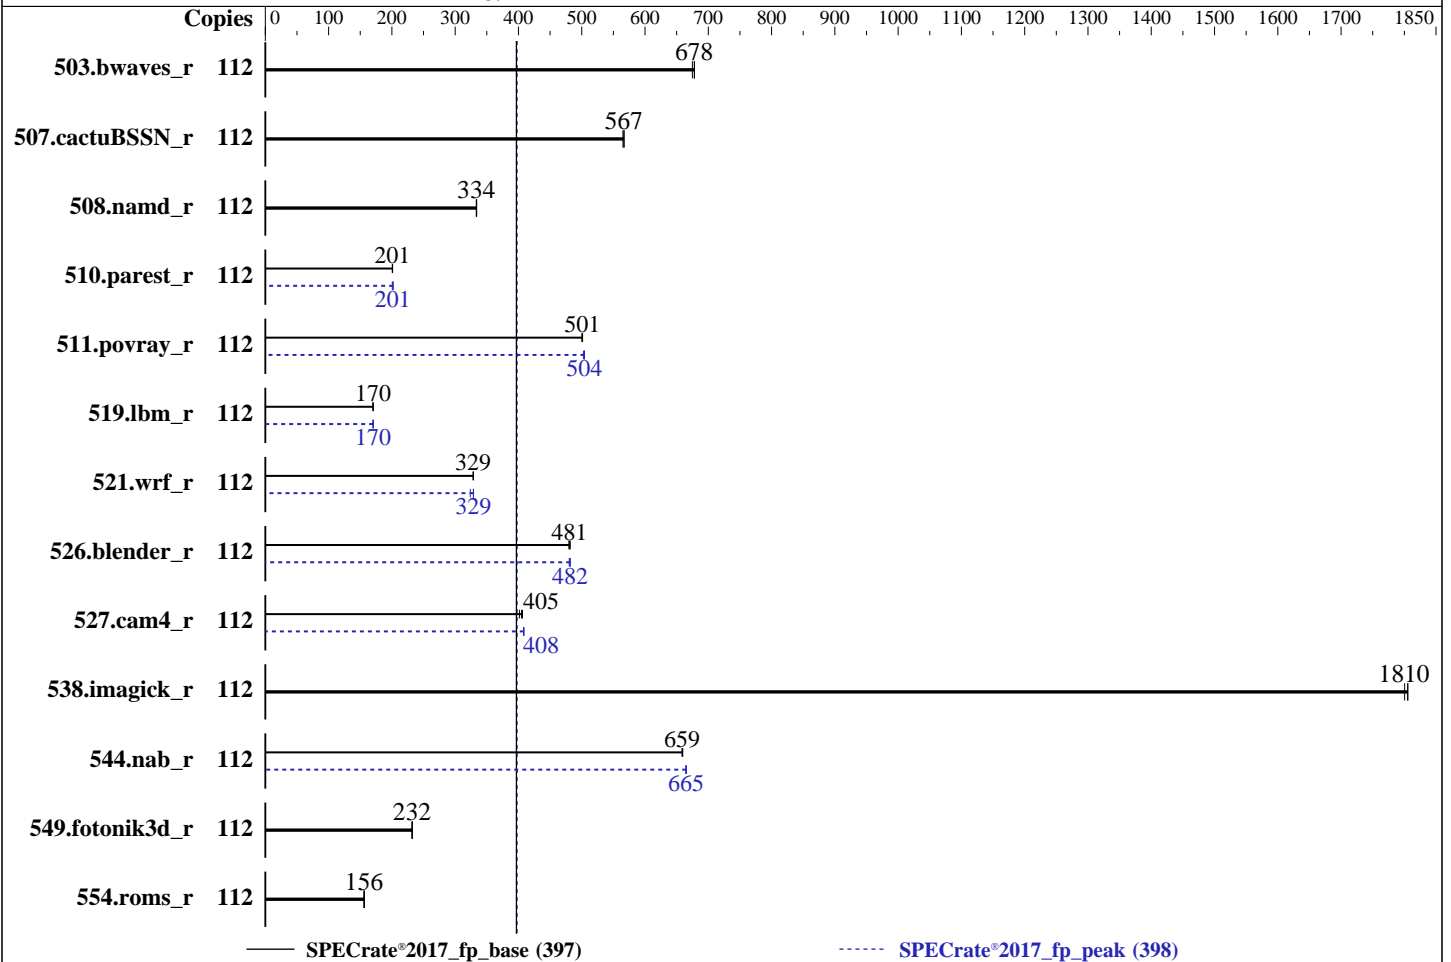 Copies 0 100 200 300 400 500 600 700 800 900 1000 1100 1200 1300 1400 1500 1600 1700 1850
503.bwaves_r 112 678
507.cactuBSSN_r 112 567
508.namd_r 112 334
201
510.parest_r 112
201
501
511.povray_r 112
504
170
519.lbm_r 112
170
329
521.wrf_r 112
329
481
526.blender_r 112
482
405
527.cam4_r 112
408
538.imagick_r 112 1810
659
544.nab_r 112
665
549.fotonik3d_r 112 232
554.roms_r 112 156
SPECrate®2017_fp_base (397) SPECrate®2017_fp_peak (398)